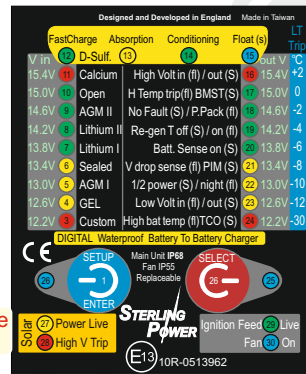 Designed and Developed in England Made in Taiwan
FastCharge Absorption Conditioning Float (s) LT Trip
V in 12 D-Sulf. 13 14 15 out V °C
15.4V 11 Calcium High Volt in (fl) / out (S) 16 15.4V +2
15.0V 10 Open H Temp trip(fl) BMST(S) 17 15.0V 0
14.6V 9 AGM II No Fault (S) / P.Pack (fl) 18 14.6V -2
14.2V 8 Lithium II Re-gen T off (S) / on (fl) 19 14.2V -4
13.8V 7 Lithium I Batt. Sense on (S) 20 13.8V -6
13.4V 6 Sealed V drop sense (fl) PIM (S) 21 13.4V -8
13.0V 5 AGM I 1/2 power (S) / night (fl) 22 13.0V -10
12.6V 4 GEL Low Volt in (fl) / out (S) 23 12.6V -12
12.2V 3 Custom High bat temp (fl)TCO (S) 24 12.2V -30
DIGITAL Waterproof Battery To Battery Charger
CE
SETUP
1
ENTER
26
Main Unit IP68
Fan IP55
Replaceable
SELECT
26
25
STERLING
POWER
Solar
27 Power Live
28 High V Trip
Ignition Feed 29 Live
Fan 30 On
E13 10R-0513962
e